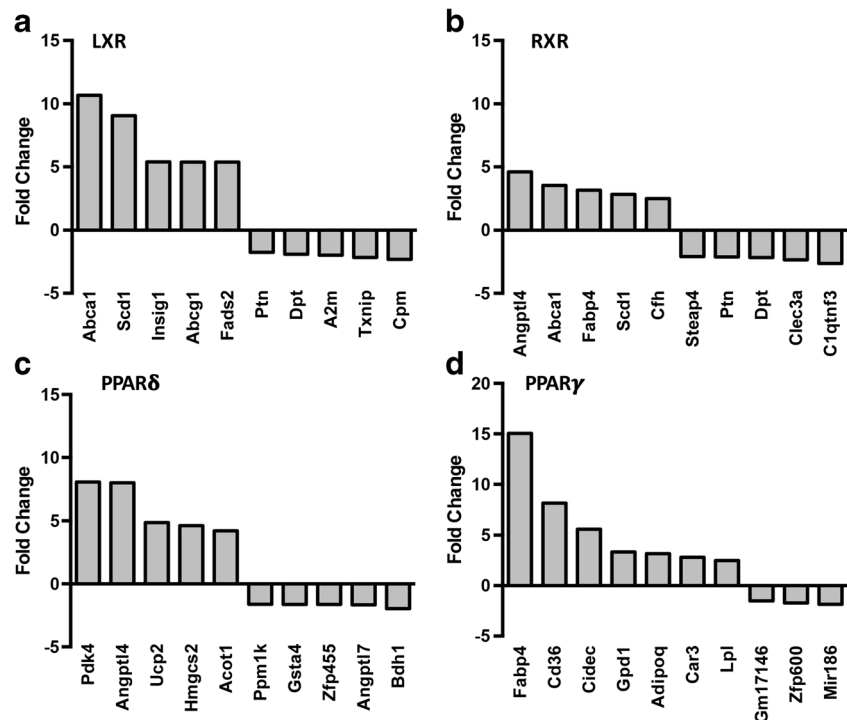 a
LXR
15
10
5
0
-5
Fold Change
Abca1
Scd1
Insig1
Abcg1
Fads2
Ptn
Dpt
A2m
Txnip
Cpm
b
RXR
15
10
5
0
-5
Fold Change
Angptl4
Abca1
Fabp4
Scd1
Cfh
Steap4
Ptn
Dpt
Clec3a
C1qtnf3
c
PPARδ
15
10
5
0
-5
Fold Change
Pdk4
Angptl4
Ucp2
Hmgcs2
Acot1
Ppm1k
Gsta4
Zfp455
Angptl7
Bdh1
d
PPARγ
20
15
10
5
0
-5
Fold Change
Fabp4
Cd36
Cidec
Gpd1
Adipoq
Car3
Lpl
Gm17146
Zfp600
Mir186